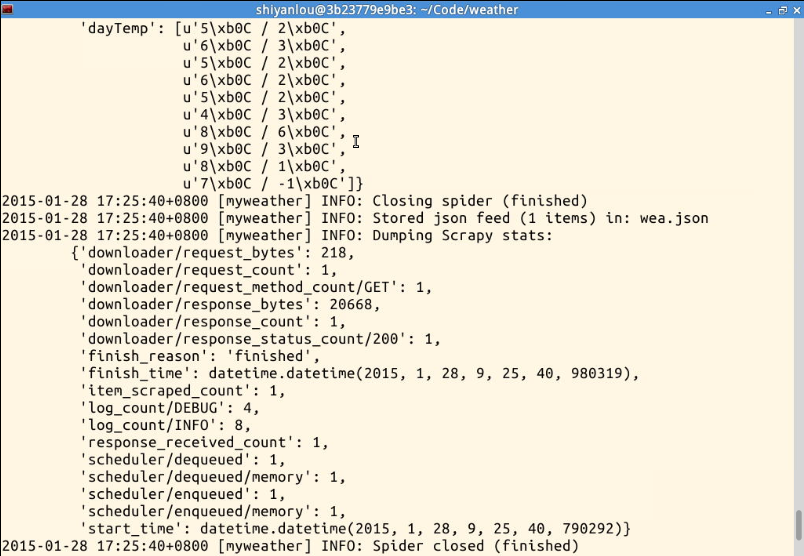 shiyanlou@3b23779e9be3: ~/Code/weather
'dayTemp': [u'5\xb0C / 2\xb0C',
u'6\xb0C / 3\xb0C',
u'5\xb0C / 2\xb0C',
u'6\xb0C / 2\xb0C',
u'5\xb0C / 2\xb0C',
u'4\xb0C / 3\xb0C',
u'8\xb0C / 6\xb0C',
u'9\xb0C / 3\xb0C',
u'8\xb0C / 1\xb0C',
u'7\xb0C / -1\xb0C']}
2015-01-28 17:25:40+0800 [myweather] INFO: Closing spider (finished)
2015-01-28 17:25:40+0800 [myweather] INFO: Stored json feed (1 items) in: wea.json
2015-01-28 17:25:40+0800 [myweather] INFO: Dumping Scrapy stats:
{'downloader/request_bytes': 218,
'downloader/request_count': 1,
'downloader/request_method_count/GET': 1,
'downloader/response_bytes': 20668,
'downloader/response_count': 1,
'downloader/response_status_count/200': 1,
'finish_reason': 'finished',
'finish_time': datetime.datetime(2015, 1, 28, 9, 25, 40, 980319),
'item_scraped_count': 1,
'log_count/DEBUG': 4,
'log_count/INFO': 8,
'response_received_count': 1,
'scheduler/dequeued': 1,
'scheduler/dequeued/memory': 1,
'scheduler/enqueued': 1,
'scheduler/enqueued/memory': 1,
'start_time': datetime.datetime(2015, 1, 28, 9, 25, 40, 790292)}
2015-01-28 17:25:40+0800 [myweather] INFO: Spider closed (finished)